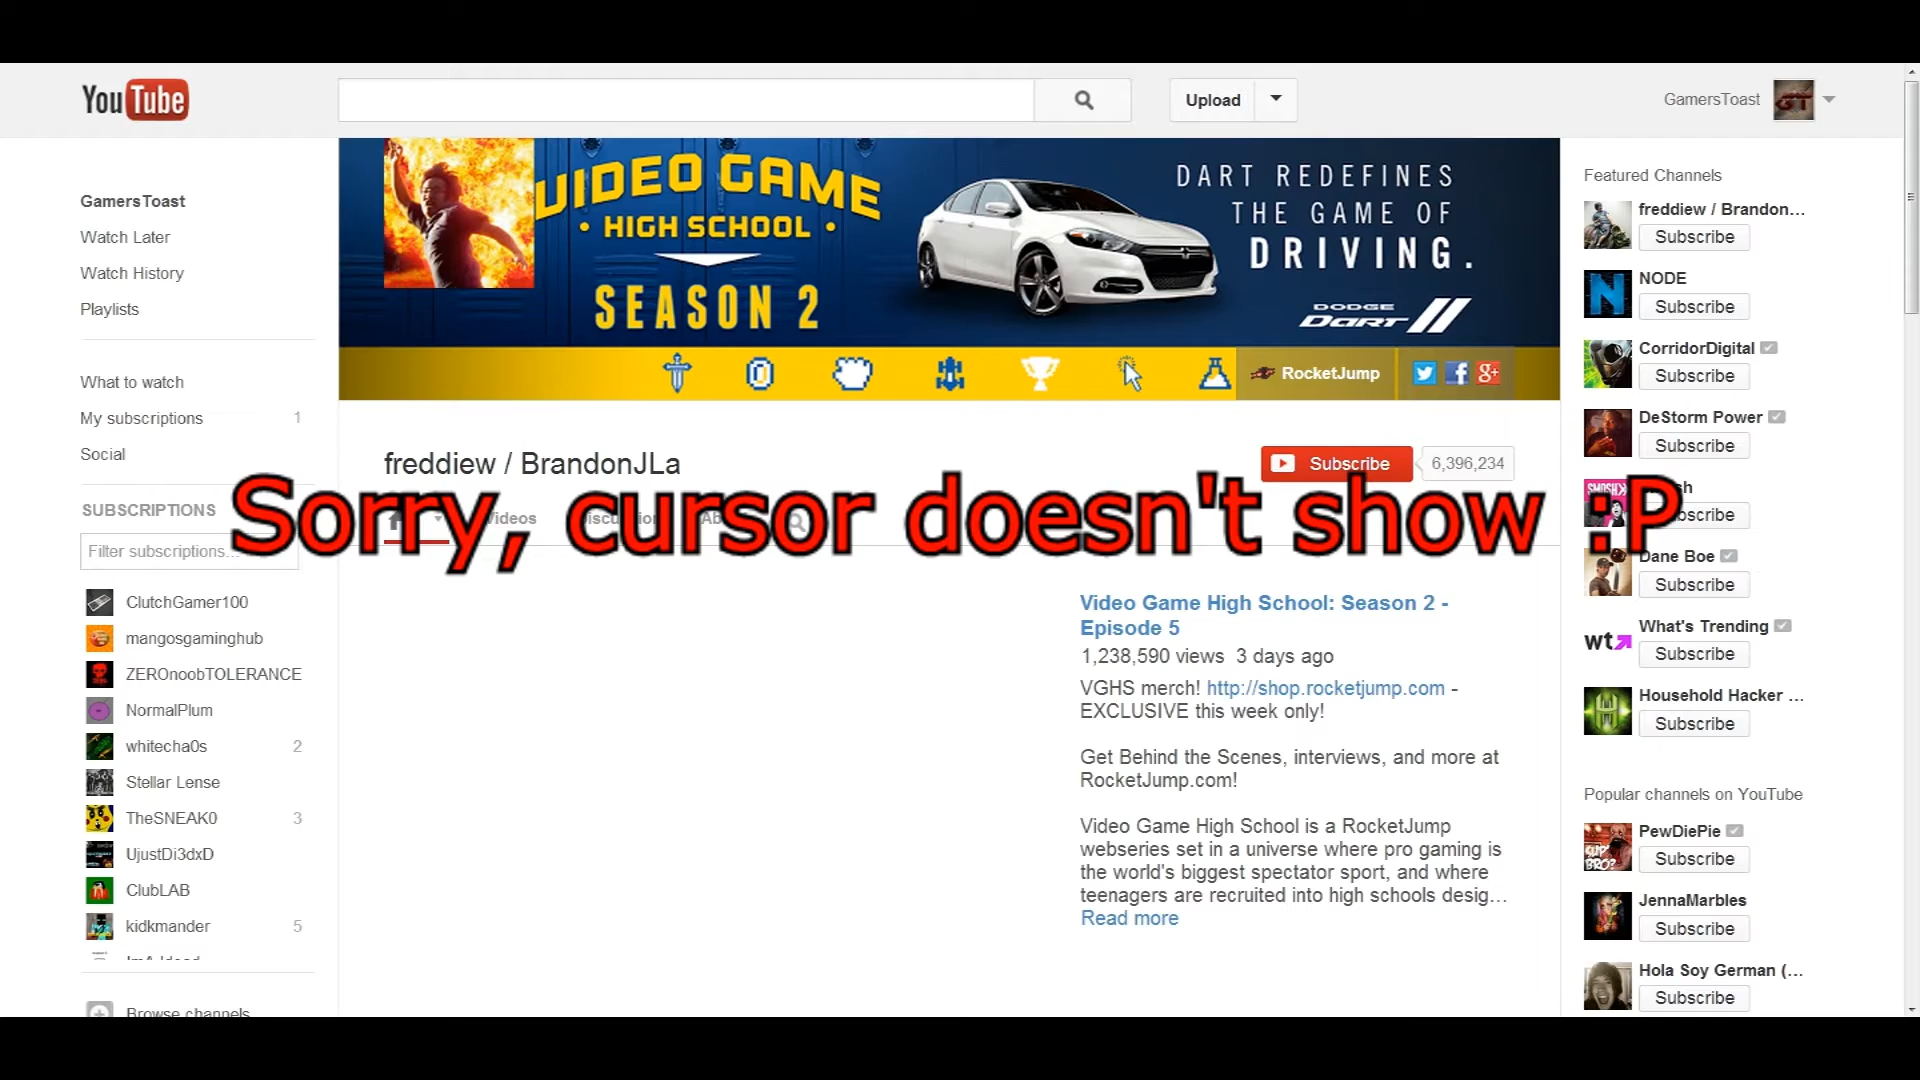 YouTube
Upload
GamersToast
GamersToast
Watch Later
Watch History
Playlists
What to watch
My subscriptions 1
Social
SUBSCRIPTIONS
Filter subscriptions...
ClutchGamer100
mangosgaminghub
ZEROnoobTOLERANCE
NormalPlum
whitecha0s 2
Stellar Lense
TheSNEAK0 3
UjustDi3dxD
ClubLAB
kidkmander 5
Browse channels
VIDEO GAME
• HIGH SCHOOL •
SEASON 2
DART REDEFINES
THE GAME OF
DRIVING.
DODGE
DART
RocketJump
freddiew / BrandonJLa
Subscribe 6,396,234
Videos
Sorry, cursor doesn't show :P
Video Game High School: Season 2 -
Episode 5
1,238,590 views 3 days ago
VGHS merch! http://shop.rocketjump.com -
EXCLUSIVE this week only!
Get Behind the Scenes, interviews, and more at
RocketJump.com!
Video Game High School is a RocketJump
webseries set in a universe where pro gaming is
the world's biggest spectator sport, and where
teenagers are recruited into high schools desig...
Read more
Featured Channels
freddiew / Brandon...
Subscribe
NODE
Subscribe
CorridorDigital
Subscribe
DeStorm Power
Subscribe
Dane Boe
Subscribe
What's Trending
Subscribe
Household Hacker ...
Subscribe
Popular channels on YouTube
PewDiePie
Subscribe
JennaMarbles
Subscribe
Hola Soy German (...
Subscribe